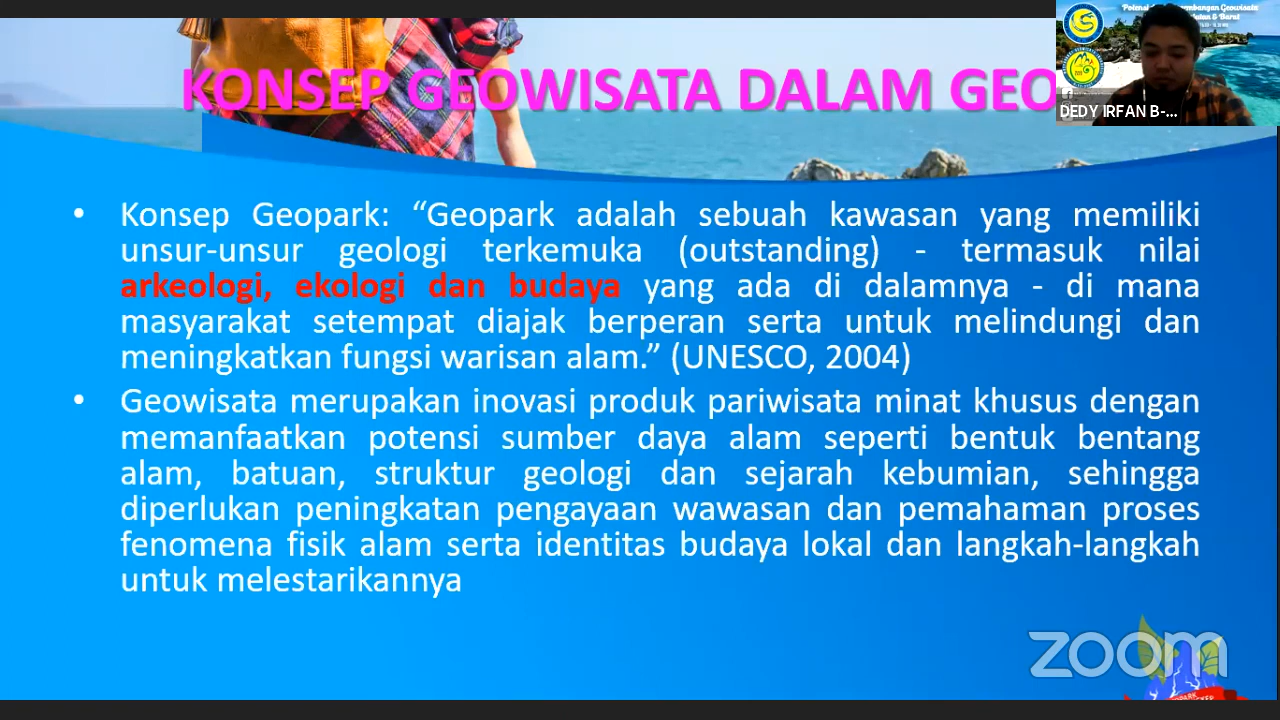 KONSEP GEOWISATA DALAM GEO
Potensi
embangan Geowisata
& Barat
DEDY IRFAN B-...
• Konsep Geopark: “Geopark adalah sebuah kawasan yang memiliki
unsur-unsur geologi terkemuka (outstanding) - termasuk nilai
arkeologi, ekologi dan budaya yang ada di dalamnya - di mana
masyarakat setempat diajak berperan serta untuk melindungi dan
meningkatkan fungsi warisan alam.” (UNESCO, 2004)
• Geowisata merupakan inovasi produk pariwisata minat khusus dengan
memanfaatkan potensi sumber daya alam seperti bentuk bentang
alam, batuan, struktur geologi dan sejarah kebumian, sehingga
diperlukan peningkatan pengayaan wawasan dan pemahaman proses
fenomena fisik alam serta identitas budaya lokal dan langkah-langkah
untuk melestarikannya
zoom